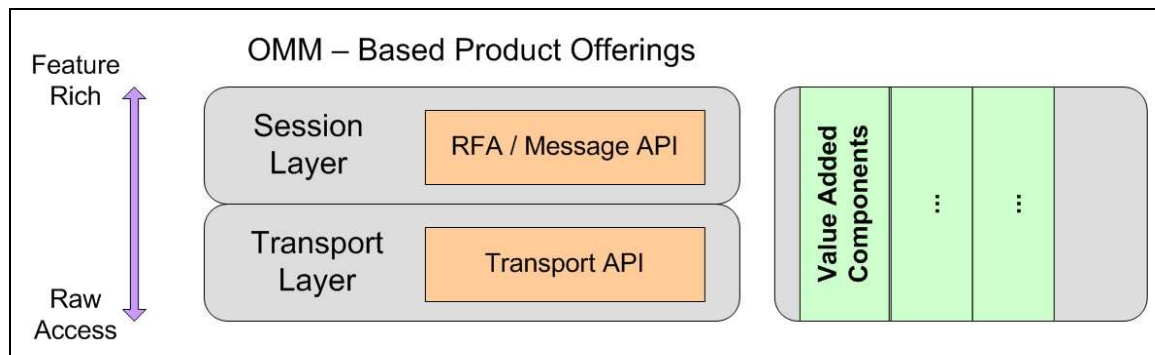 OMM – Based Product Offerings
Feature
Rich
Session
Layer
RFA / Message API
Transport
Layer
Transport API
Raw
Access
Value Added
Components
...
...